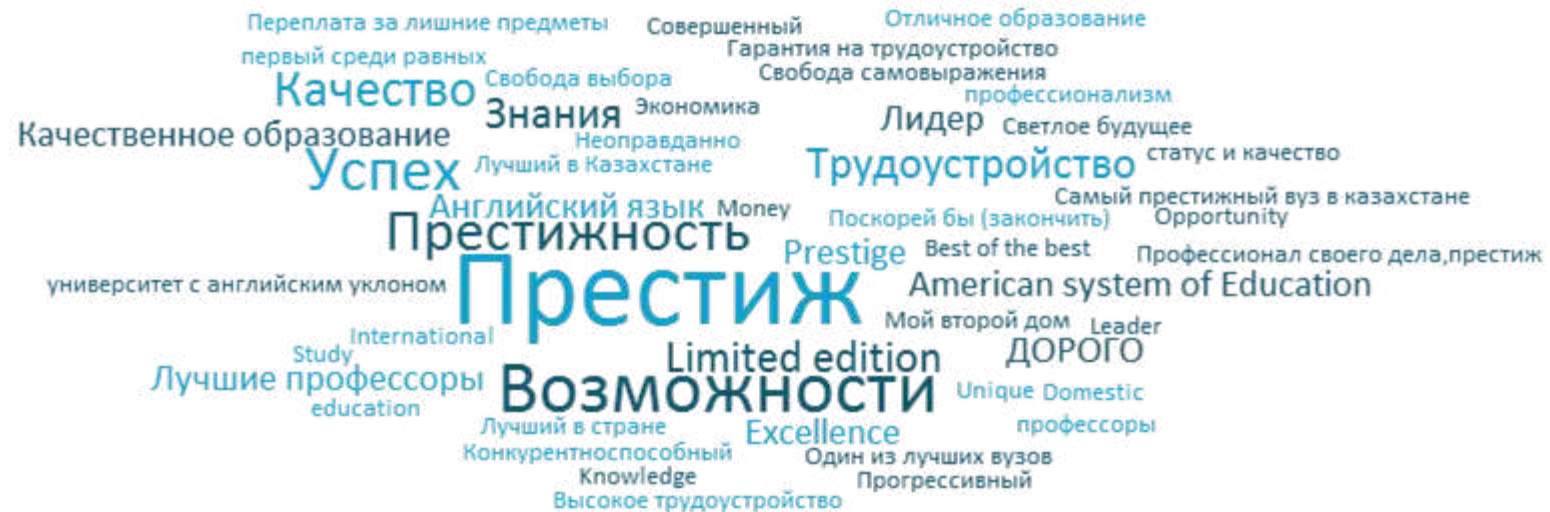 Переплата за лишние предметы
Совершенный
Отличное образование
Гарантия на трудоустройство
первый среди равных
Свобода выбора
Свобода самовыражения
Качество
профессионализм
Знания
Экономика
Лидер
Светлое будущее
Качественное образование
Неоправданно
Успех
Лучший в Казахстане
Трудоустройство
статус и качество
Самый престижный вуз в казахстане
Английский язык
Money
Поскорей бы (закончить)
Opportunity
Престижность
Prestige
Best of the best
Профессионал своего дела,престиж
университет с английским уклоном
Престиж
American system of Education
Мой второй дом
Leader
International
Study
Limited edition
ДОРОГО
Лучшие профессоры
Возможности
Unique
Domestic
education
Лучший в стране
Excellence
профессоры
Конкурентноспособный
Один из лучших вузов
Knowledge
Прогрессивный
Высокое трудоустройство